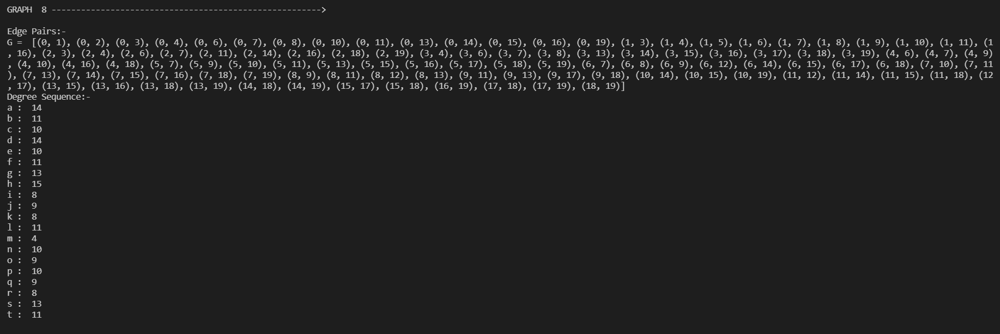 GRAPH  8 ------------------------------------------------------->
Edge Pairs:-
G =  [(0, 1), (0, 2), (0, 3), (0, 4), (0, 6), (0, 7), (0, 8), (0, 10), (0, 11), (0, 13), (0, 14), (0, 15), (0, 16), (0, 19), (1, 3), (1, 4), (1, 5), (1, 6), (1, 7), (1, 8), (1, 9), (1, 10), (1, 11), (1
, 16), (2, 3), (2, 4), (2, 6), (2, 7), (2, 11), (2, 14), (2, 16), (2, 18), (2, 19), (3, 4), (3, 6), (3, 7), (3, 8), (3, 13), (3, 14), (3, 15), (3, 16), (3, 17), (3, 18), (3, 19), (4, 6), (4, 7), (4, 9)
, (4, 10), (4, 16), (4, 18), (5, 7), (5, 9), (5, 10), (5, 11), (5, 13), (5, 15), (5, 16), (5, 17), (5, 18), (5, 19), (6, 7), (6, 8), (6, 9), (6, 12), (6, 14), (6, 15), (6, 17), (6, 18), (7, 10), (7, 11
), (7, 13), (7, 14), (7, 15), (7, 16), (7, 18), (7, 19), (8, 9), (8, 11), (8, 12), (8, 13), (9, 11), (9, 13), (9, 17), (9, 18), (10, 14), (10, 15), (10, 19), (11, 12), (11, 14), (11, 15), (11, 18), (12
, 17), (13, 15), (13, 16), (13, 18), (13, 19), (14, 18), (14, 19), (15, 17), (15, 18), (16, 19), (17, 18), (17, 19), (18, 19)]
Degree Sequence:-
a :  14
b :  11
c :  10
d :  14
e :  10
f :  11
g :  13
h :  15
i :  8
j :  9
k :  8
l :  11
m :  4
n :  10
o :  9
p :  10
q :  9
r :  8
s :  13
t :  11